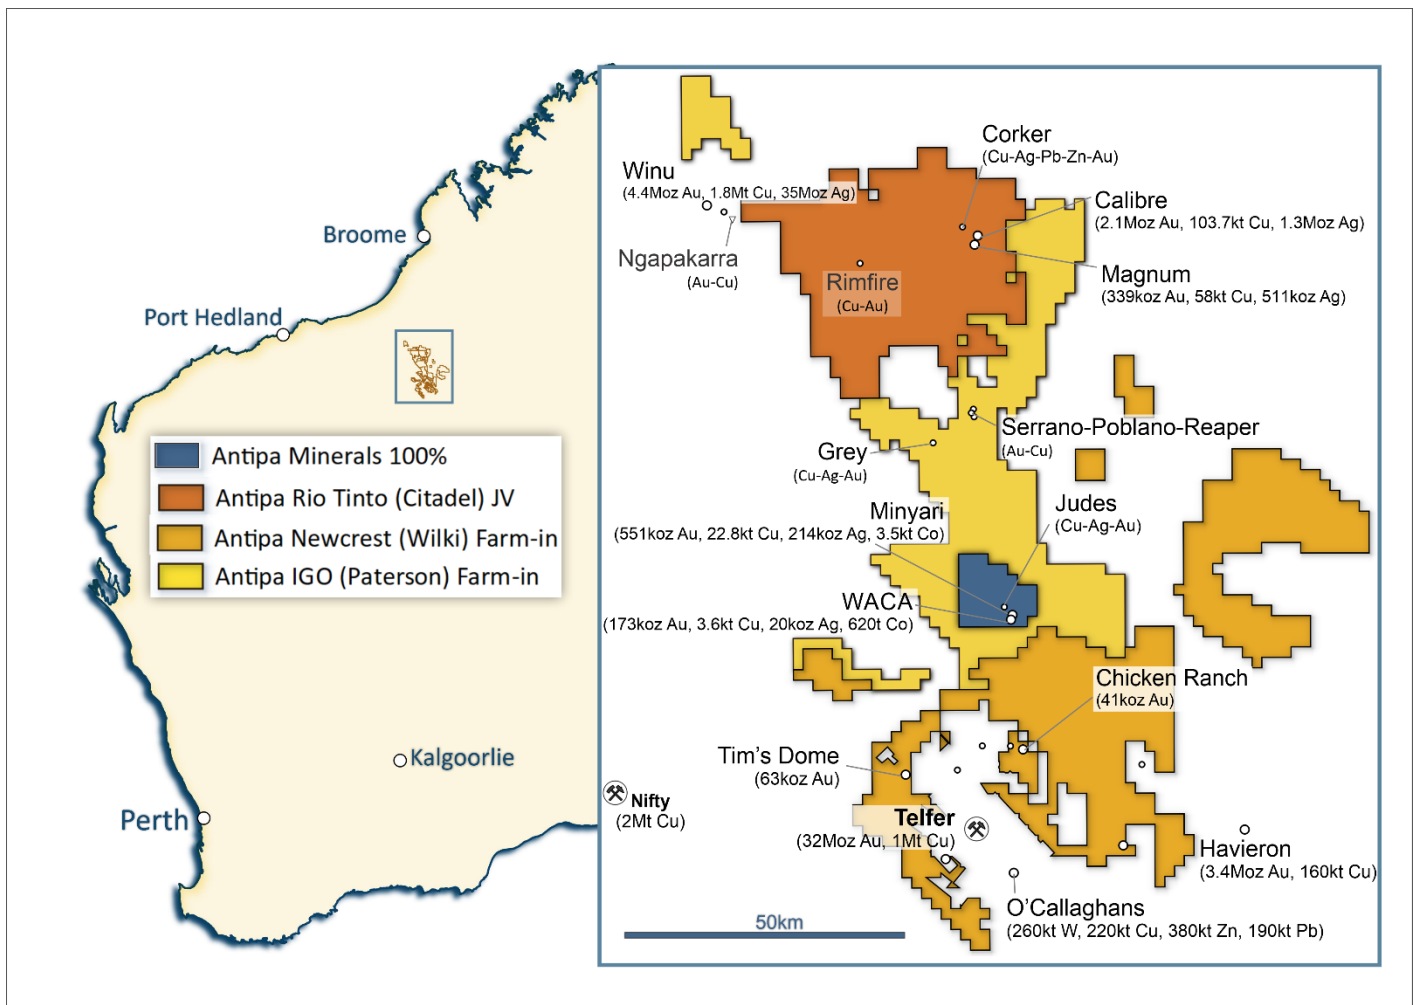 Broome
Port Hedland
Kalgoorlie
Perth
Antipa Minerals 100%
Antipa Rio Tinto (Citadel) JV
Antipa Newcrest (Wilki) Farm-in
Antipa IGO (Paterson) Farm-in
Corker
(Cu-Ag-Pb-Zn-Au)
Winu
(4.4Moz Au, 1.8Mt Cu, 35Moz Ag)
Calibre
(2.1Moz Au, 103.7kt Cu, 1.3Moz Ag)
Ngapakarra
(Au-Cu)
Rimfire
(Cu-Au)
Magnum
(339koz Au, 58kt Cu, 511koz Ag)
Serrano-Poblano-Reaper
(Au-Cu)
Grey
(Cu-Ag-Au)
Minyari
(551koz Au, 22.8kt Cu, 214koz Ag, 3.5kt Co)
Judes
(Cu-Ag-Au)
WACA
(173koz Au, 3.6kt Cu, 20koz Ag, 620t Co)
Chicken Ranch
(41koz Au)
Tim's Dome
(63koz Au)
Nifty
(2Mt Cu)
Telfer
(32Moz Au, 1Mt Cu)
Havieron
(3.4Moz Au, 160kt Cu)
O'Callaghans
(260kt W, 220kt Cu, 380kt Zn, 190kt Pb)
50km